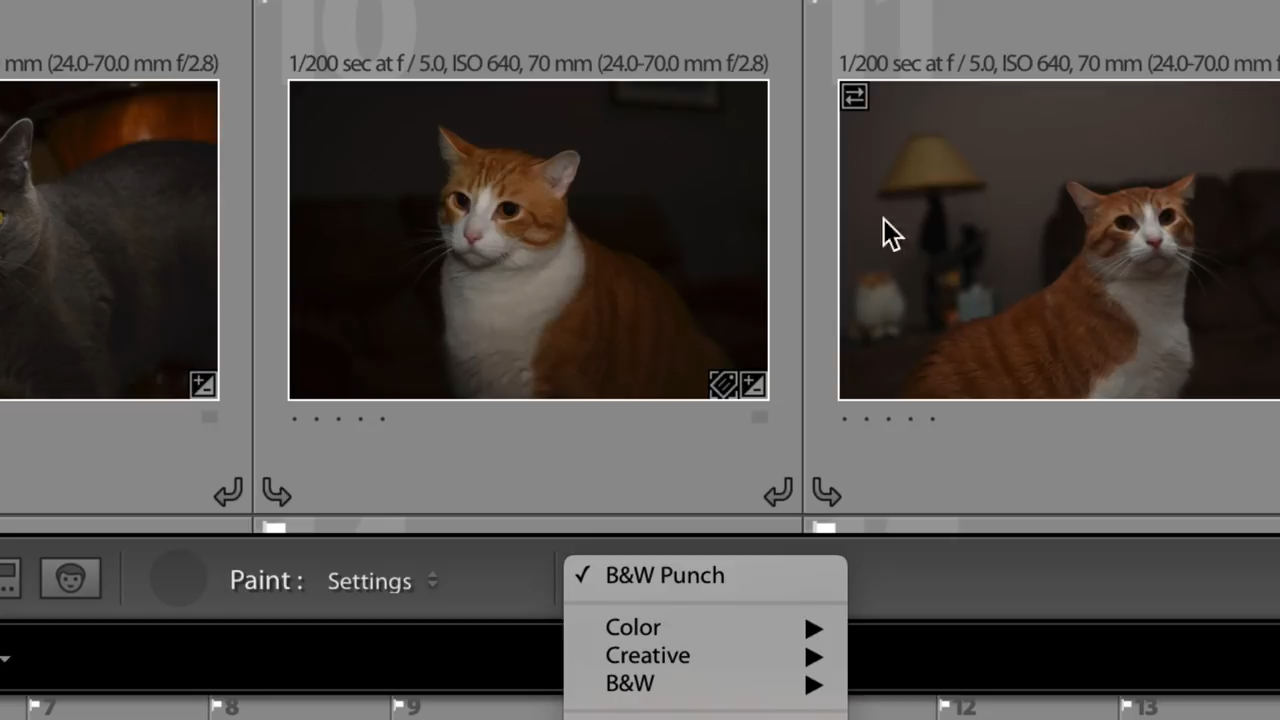 10
11
mm (24.0-70.0 mm f/2.8)
1/200 sec at f / 5.0, ISO 640, 70 mm (24.0-70.0 mm f/2.8)
1/200 sec at f / 5.0, ISO 640, 70 mm (24.0-70.0 mm f
Paint :
Settings
B&W Punch
Color
Creative
B&W
7
8
9
12
13